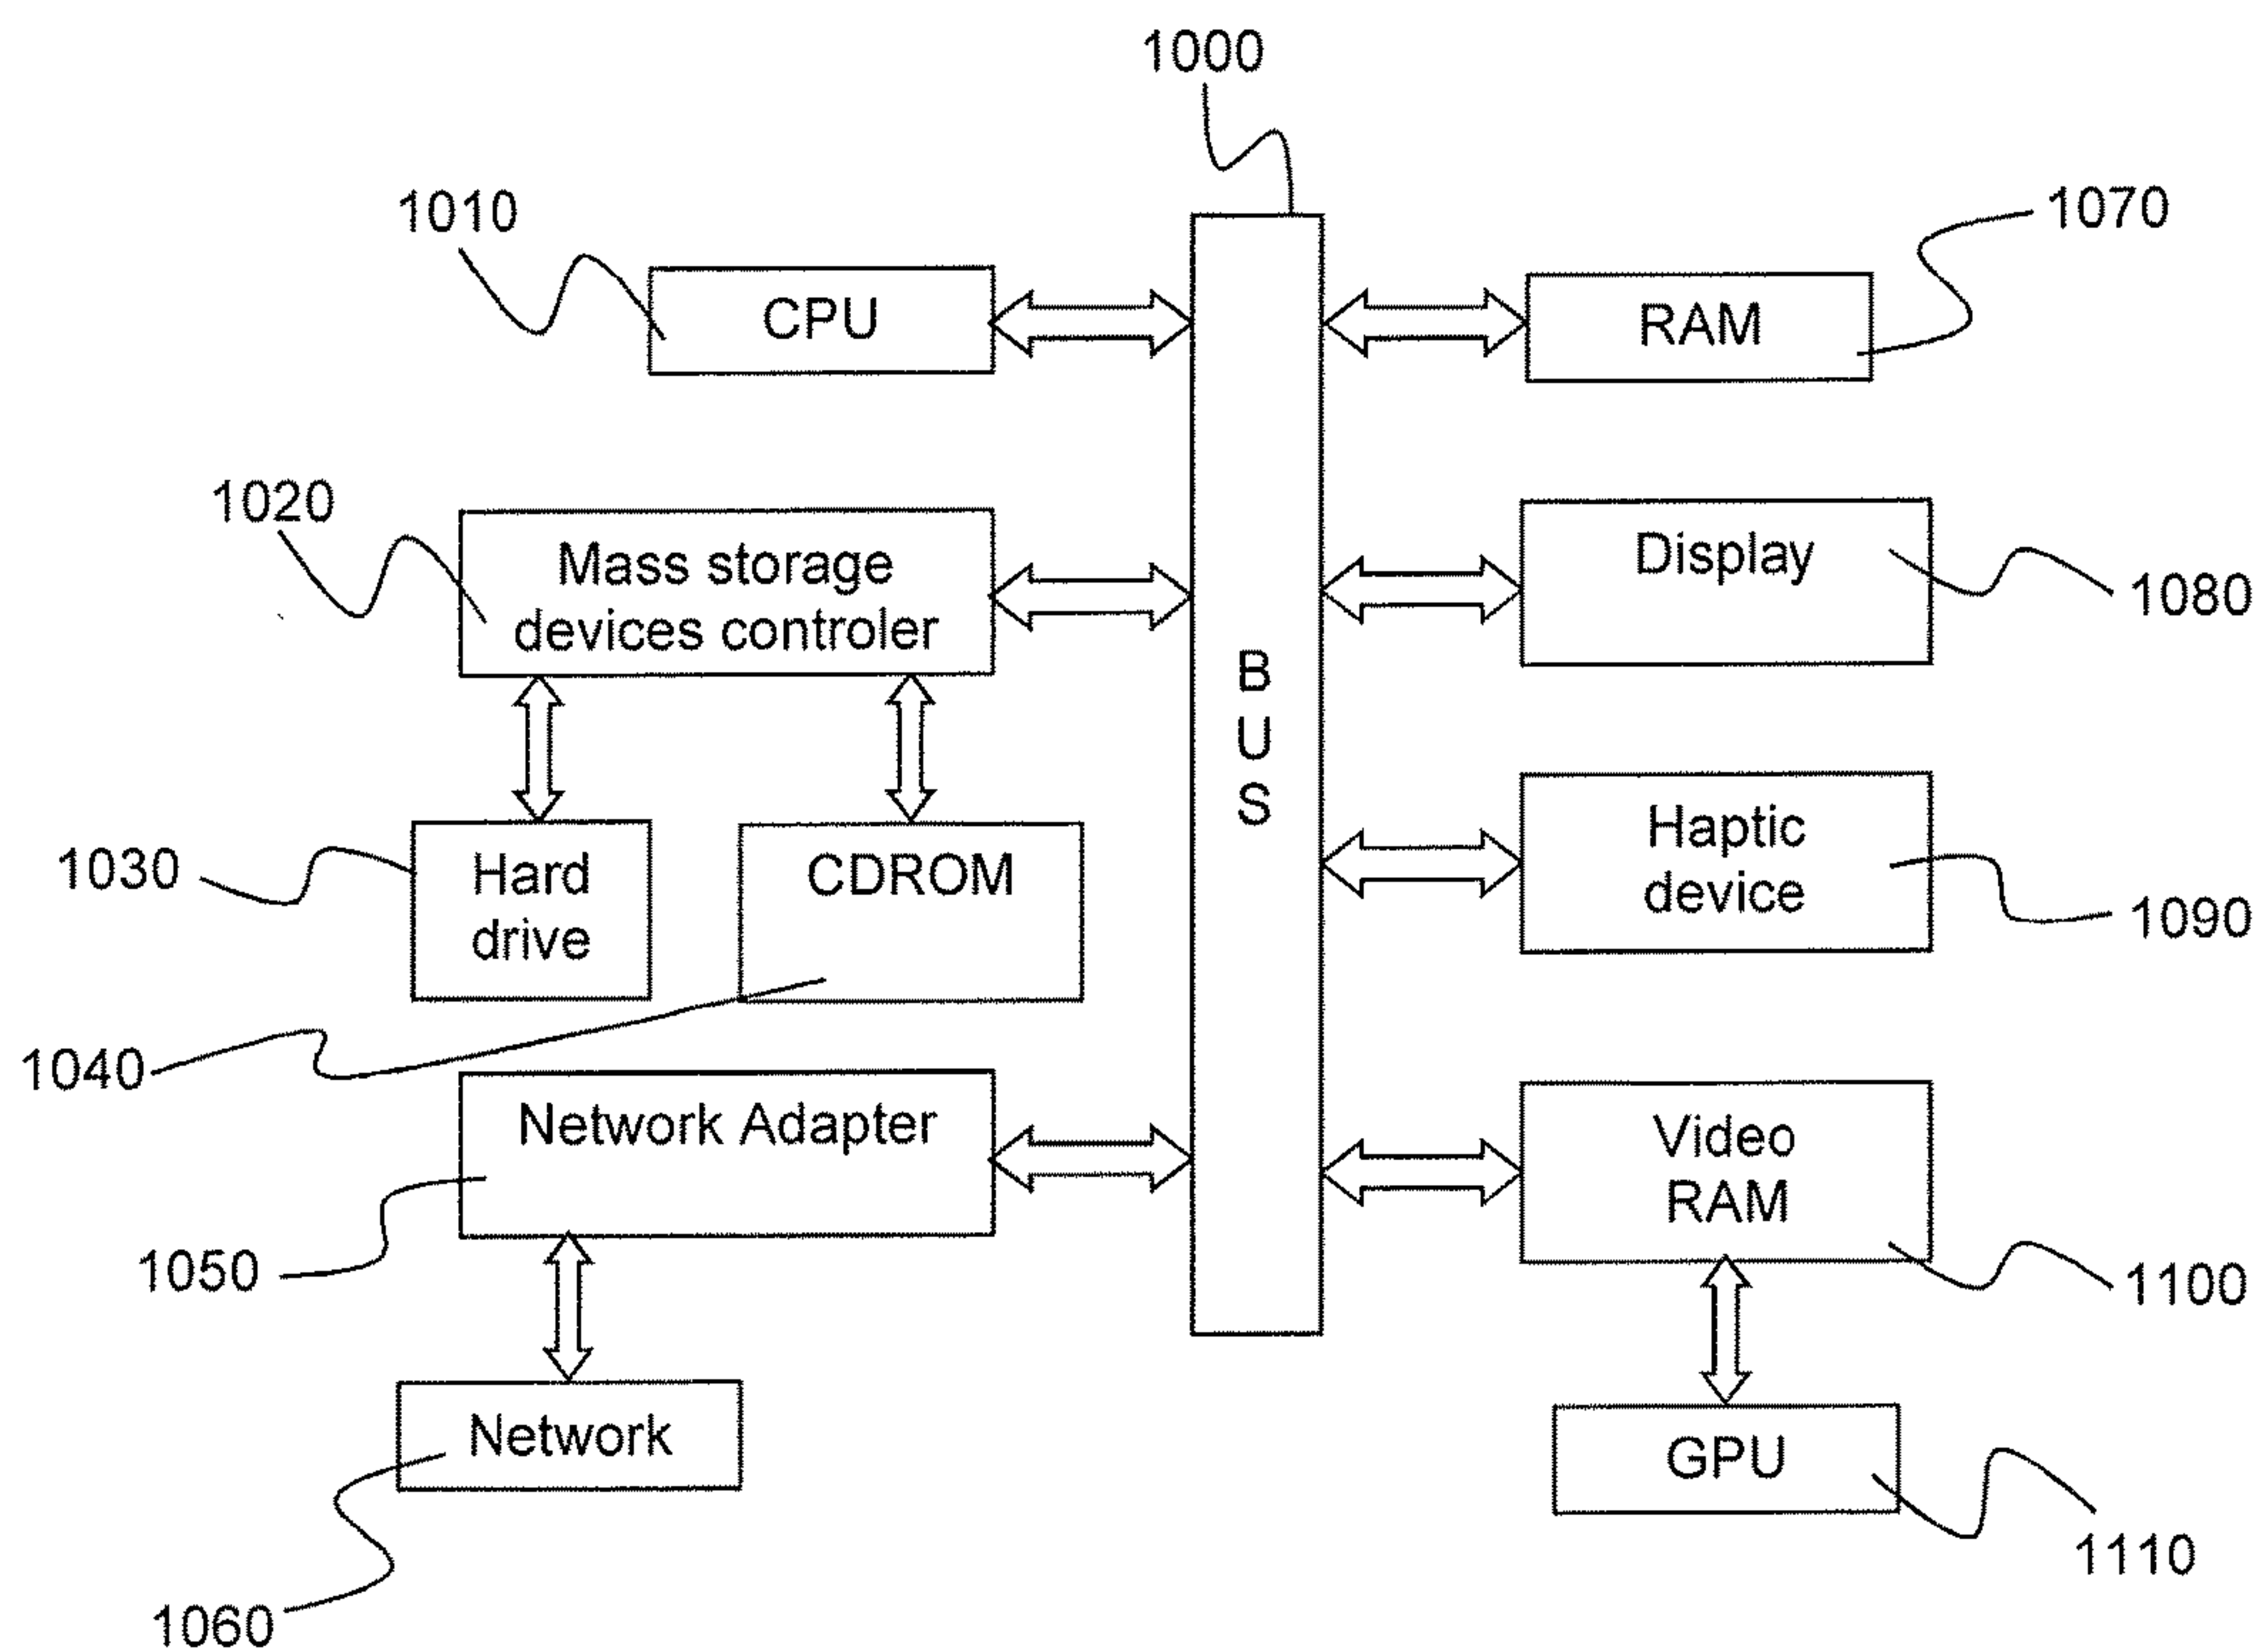 1000
1010
CPU
RAM
1070
1020
Mass storage
devices controler
Display
1080
B
U
S
1030
Hard
drive
CDROM
Haptic
device
1090
1040
Network Adapter
Video
RAM
1050
1100
Network
GPU
1110
1060